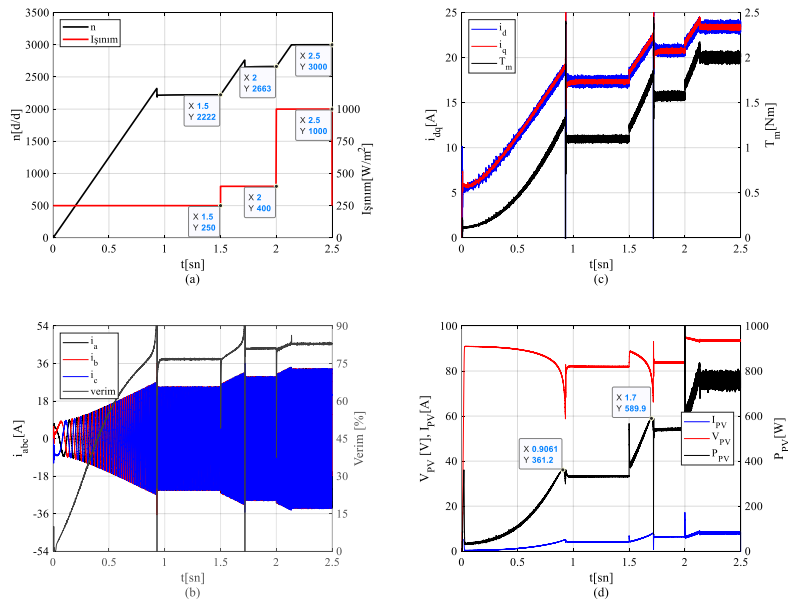 3500
3000
2500
2000
1500
1000
500
0
n[d/d]
n
Işınım
X 1.5
Y 2222
X 2
Y 2663
X 2.5
Y 3000
X 2.5
Y 1000
X 2
Y 400
X 1.5
Y 250
1000
750
500
250
0
Işınım[W/m²]
0 0.5 1 1.5 2 2.5
t[sn]
(a)
25
20
15
10
5
0
i_dq[A]
i_d
i_q
T_m
2.5
2
1.5
1
0.5
0
T_m[Nm]
0 0.5 1 1.5 2 2.5
t[sn]
(c)
54
36
18
0
-18
-36
-54
i_abc[A]
i_a
i_b
i_c
verim
90
75
60
45
30
15
0
Verim [%]
0 0.5 1 1.5 2 2.5
t[sn]
(b)
100
80
60
40
20
0
V_PV [V], I_PV[A]
X 0.9061
Y 361.2
X 1.7
Y 589.9
I_PV
V_PV
P_PV
1000
800
600
400
200
0
P_PV[W]
0 0.5 1 1.5 2 2.5
t[sn]
(d)